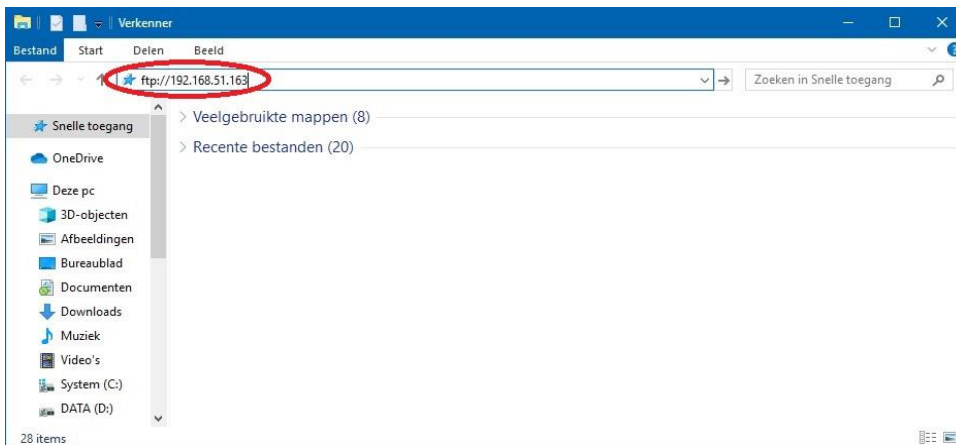 Verkenner
Bestand Start Delen Beeld
ftp://192.168.51.163 Zoeken in Snelle toegang
Snelle toegang
OneDrive
Deze pc
3D-objecten
Afbeeldingen
Bureaublad
Documenten
Downloads
Muziek
Video's
System (C:)
DATA (D:)
Veelgebruikte mappen (8)
Recente bestanden (20)
28 items